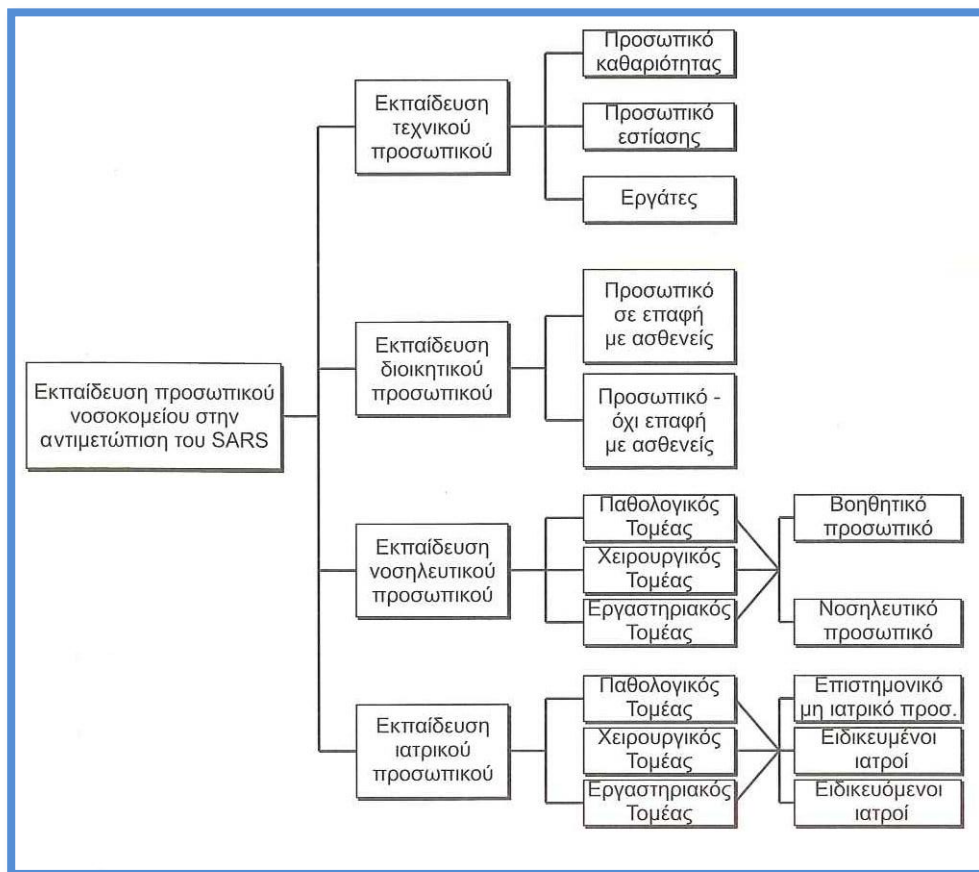 Εκπαίδευση προσωπικού
νοσοκομείου στην
αντιμετώπιση του SARS
Εκπαίδευση
τεχνικού
προσωπικού
Προσωπικό
καθαριότητας
Προσωπικό
εστίασης
Εργάτες
Εκπαίδευση
διοικητικού
προσωπικού
Προσωπικό
σε επαφή
με ασθενείς
Προσωπικό -
όχι επαφή
με ασθενείς
Εκπαίδευση
νοσηλευτικού
προσωπικού
Παθολογικός
Τομέας
Χειρουργικός
Τομέας
Εργαστηριακός
Τομέας
Βοηθητικό
προσωπικό
Νοσηλευτικό
προσωπικό
Εκπαίδευση
ιατρικού
προσωπικού
Παθολογικός
Τομέας
Χειρουργικός
Τομέας
Εργαστηριακός
Τομέας
Επιστημονικό
μη ιατρικό προσ.
Ειδικευμένοι
ιατροί
Ειδικευόμενοι
ιατροί